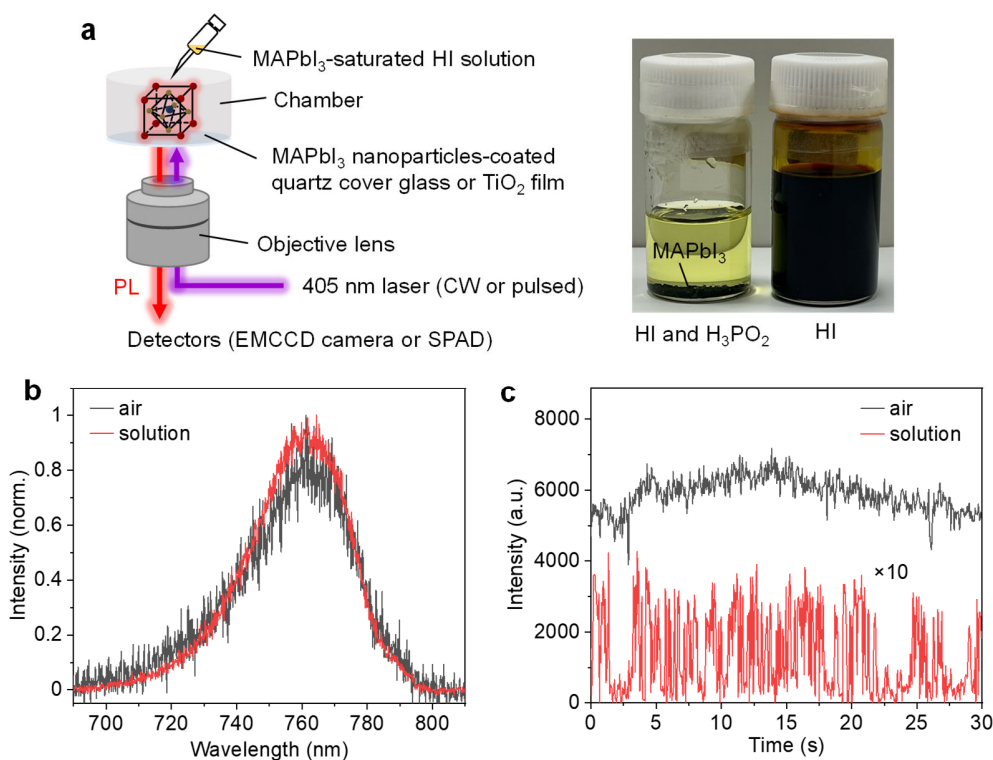 a
MAPbI₃-saturated HI solution
Chamber
MAPbI₃ nanoparticles-coated
quartz cover glass or TiO₂ film
Objective lens
PL
405 nm laser (CW or pulsed)
Detectors (EMCCD camera or SPAD)
MAPbI₃
HI and H₃PO₂
HI
b
air
solution
Intensity (norm.)
1
0.8
0.6
0.4
0.2
0
700 720 740 760 780 800
Wavelength (nm)
c
air
solution
×10
Intensity (a.u.)
8000
6000
4000
2000
0
0 5 10 15 20 25 30
Time (s)